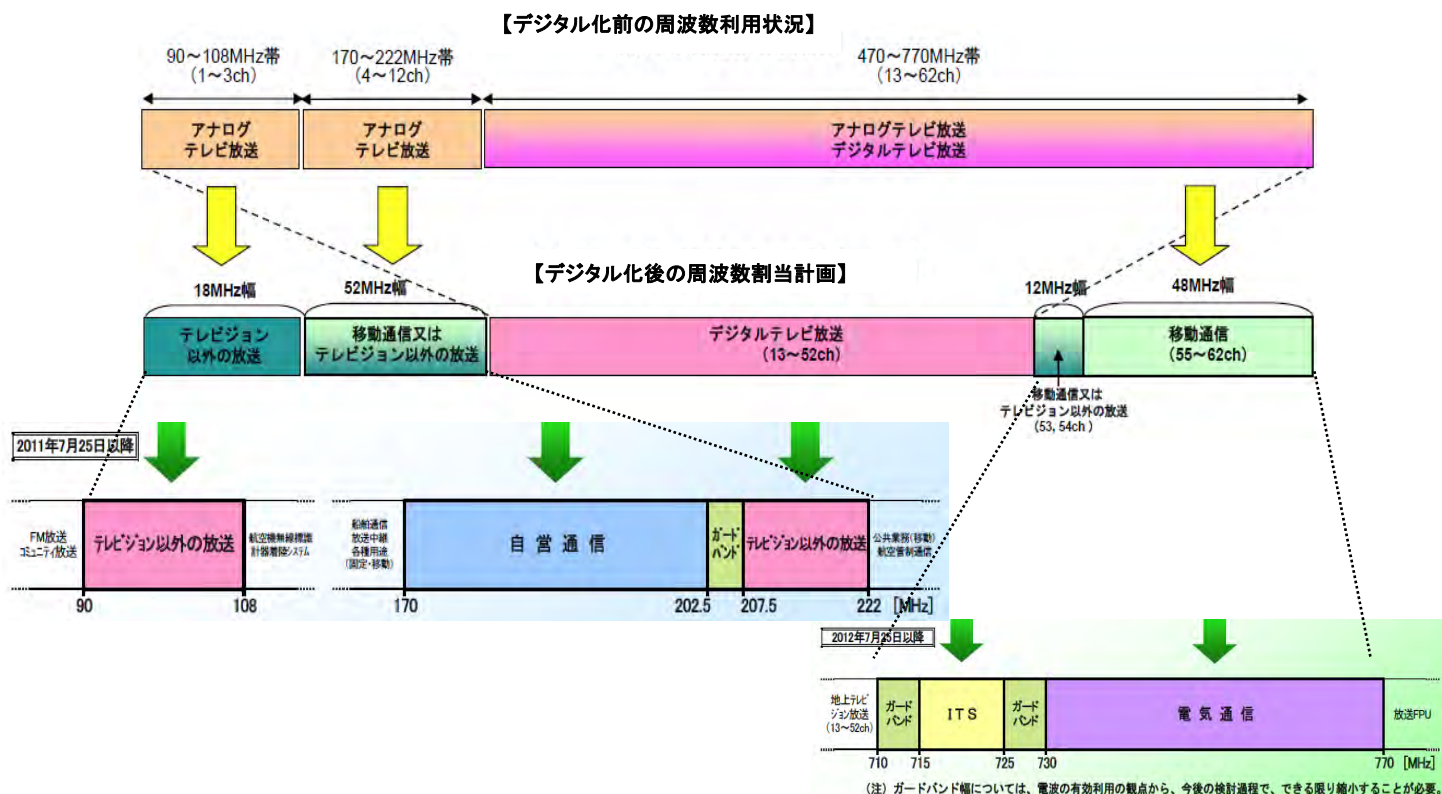 【デジタル化前の周波数利用状況】
90～108MHz帯
（1～3ch）
170～222MHz帯
（4～12ch）
470～770MHz帯
（13～62ch）
アナログ
テレビ放送
アナログ
テレビ放送
アナログテレビ放送
デジタルテレビ放送
【デジタル化後の周波数割当計画】
18MHz幅
52MHz幅
12MHz幅
48MHz幅
テレビジョン
以外の放送
移動通信又は
テレビジョン以外の放送
デジタルテレビ放送
（13～52ch）
移動通信
（55～62ch）
移動通信又は
テレビジョン以外の放送
（53, 54ch）
2011年7月25日以降
FM放送
コミュニティ放送
テレビジョン以外の放送
航空機無線標識
計器着陸システム
船舶通信
放送中継
各種用途
(固定・移動)
自営通信
ガード
バンド
テレビジョン以外の放送
公共業務(移動)
航空管制通信
90
108
170
202.5
207.5
222
[MHz]
2012年7月25日以降
地上テレビ
ジョン放送
(13～52ch)
ガード
バンド
ITS
ガード
バンド
電気通信
放送FPU
710
715
725
730
770
[MHz]
（注）ガードバンド幅については、電波の有効利用の観点から、今後の検討過程で、できる限り縮小することが必要。